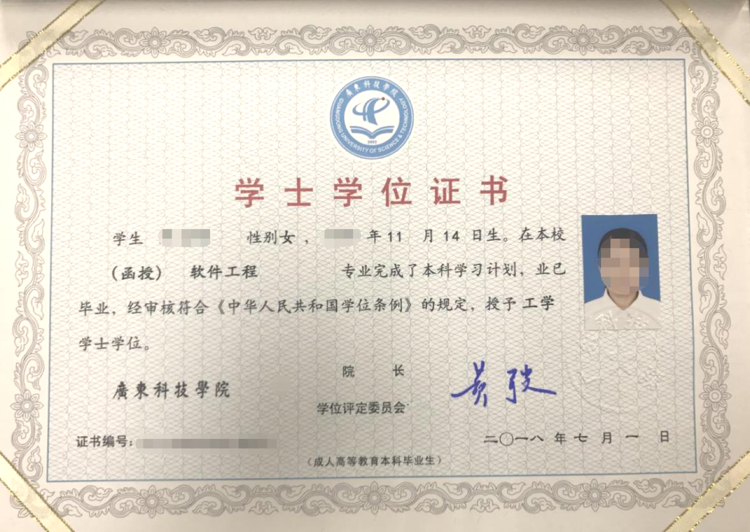 廣東科技學院
GUANGDONG UNIVERSITY OF SCIENCE & TECHNOLOGY
学士学位证书
学生 性别女, 年11 月14 日生。在本校
(函授) 软件工程 专业完成了本科学习计划,业已
毕业,经审核符合《中华人民共和国学位条例》的规定,授予 工学
学士学位。
院 长
廣東科技學院
学位评定委员会
证书编号:
二〇一八 年 七 月 一 日
(成人高等教育本科毕业生)